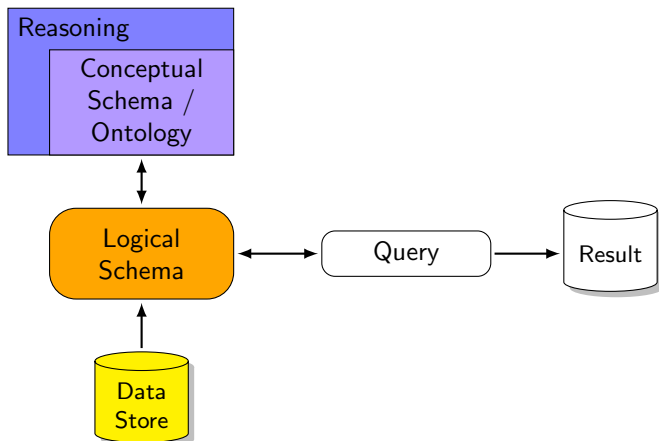 Reasoning
Conceptual
Schema /
Ontology
Logical
Schema
Query
Result
Data
Store